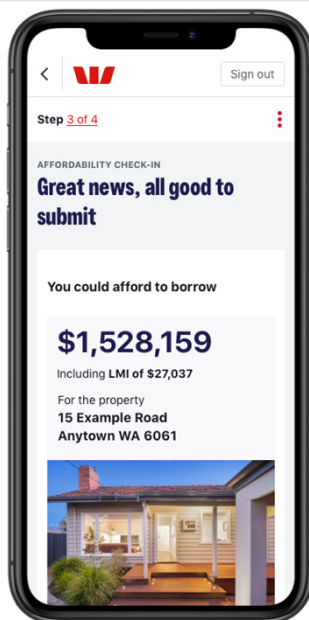 Sign out
Step 3 of 4
AFFORDABILITY CHECK-IN
Great news, all good to
submit
You could afford to borrow
$1,528,159
Including LMI of $27,037
For the property
15 Example Road
Anytown WA 6061